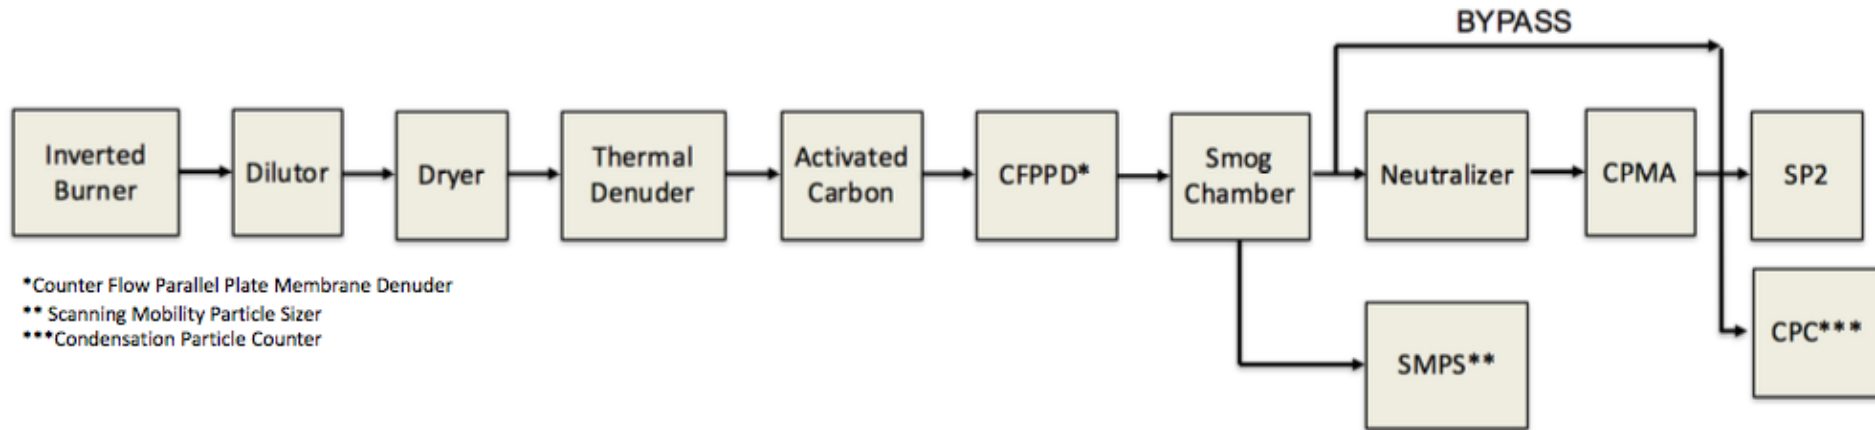 BYPASS
Inverted
Burner
Dilutor
Dryer
Thermal
Denuder
Activated
Carbon
CFPPD*
Smog
Chamber
Neutralizer
CPMA
SP2
*Counter Flow Parallel Plate Membrane Denuder
** Scanning Mobility Particle Sizer
***Condensation Particle Counter
SMPS**
CPC***